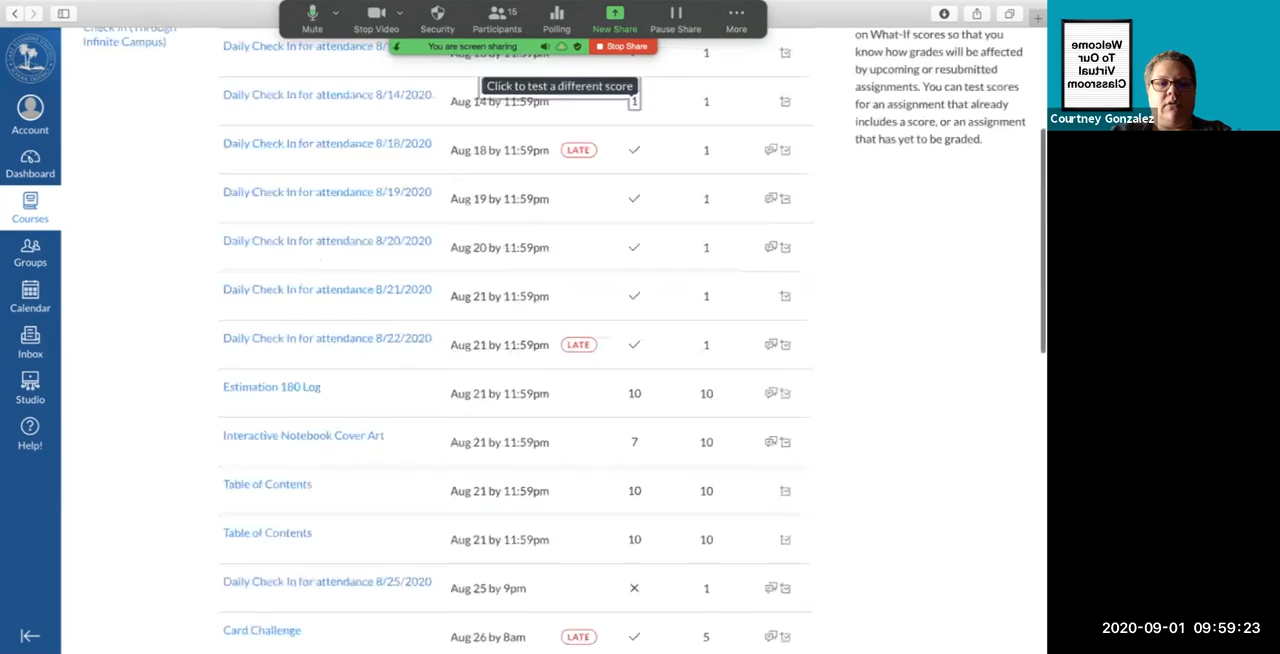 Mute
Stop Video
Security
Participants
15
Polling
New Share
Pause Share
More
You are screen sharing
Stop Share
Check In (Through
Infinite Campus)
Account
Dashboard
Courses
Groups
Calendar
Inbox
Studio
Help!
Daily Check In for attendance 8/
1
Click to test a different score
Daily Check In for attendance 8/14/2020
Aug 14 by 11:59pm
1
1
Daily Check In for attendance 8/18/2020
Aug 18 by 11:59pm
LATE
1
Daily Check In for attendance 8/19/2020
Aug 19 by 11:59pm
1
Daily Check In for attendance 8/20/2020
Aug 20 by 11:59pm
1
Daily Check In for attendance 8/21/2020
Aug 21 by 11:59pm
1
Daily Check In for attendance 8/22/2020
Aug 21 by 11:59pm
LATE
1
Estimation 180 Log
Aug 21 by 11:59pm
10
10
Interactive Notebook Cover Art
Aug 21 by 11:59pm
7
10
Table of Contents
Aug 21 by 11:59pm
10
10
Table of Contents
Aug 21 by 11:59pm
10
10
Daily Check In for attendance 8/25/2020
Aug 25 by 9pm
1
Card Challenge
Aug 26 by 8am
LATE
5
on What-If scores so that you
know how grades will be affected
by upcoming or resubmitted
assignments. You can test scores
for an assignment that already
includes a score, or an assignment
that has yet to be graded.
Welcome
To Our
Virtual
Classroom
Courtney Gonzalez
2020-09-01 09:59:23